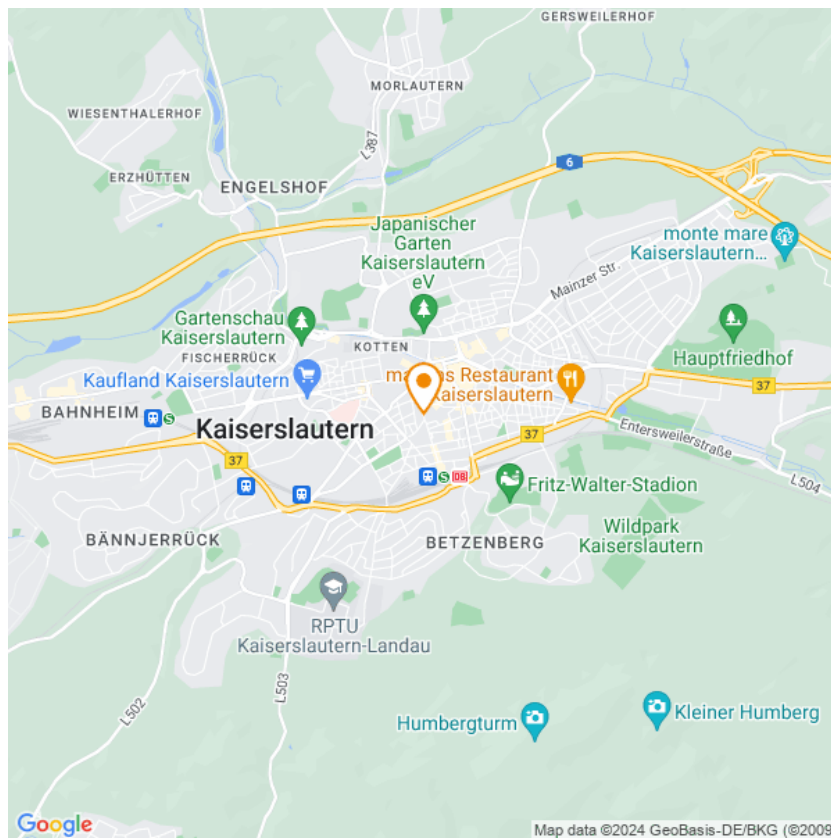 GERSWEILERHOF
MORLAUTERN
WIESENTHALERHOF
L387
6
ERZHÜTTEN
ENGELSHOF
Japanischer
Garten
Kaiserslautern
eV
monte mare
Kaiserslautern...
Mainzer Str.
Gartenschau
Kaiserslautern
KOTTEN
FISCHERRÜCK
Hauptfriedhof
Kaufland Kaiserslautern
Restaurant
37
BAHNHEIM
S
Kaiserslautern
37
Entersweilerstraße
37
S
DB
Fritz-Walter-Stadion
L504
Wildpark
Kaiserslautern
BÄNNJERRÜCK
BETZENBERG
RPTU
Kaiserslautern-Landau
L503
L502
Humbergturm
Kleiner Humberg
Google
Map data ©2024 GeoBasis-DE/BKG (©2009